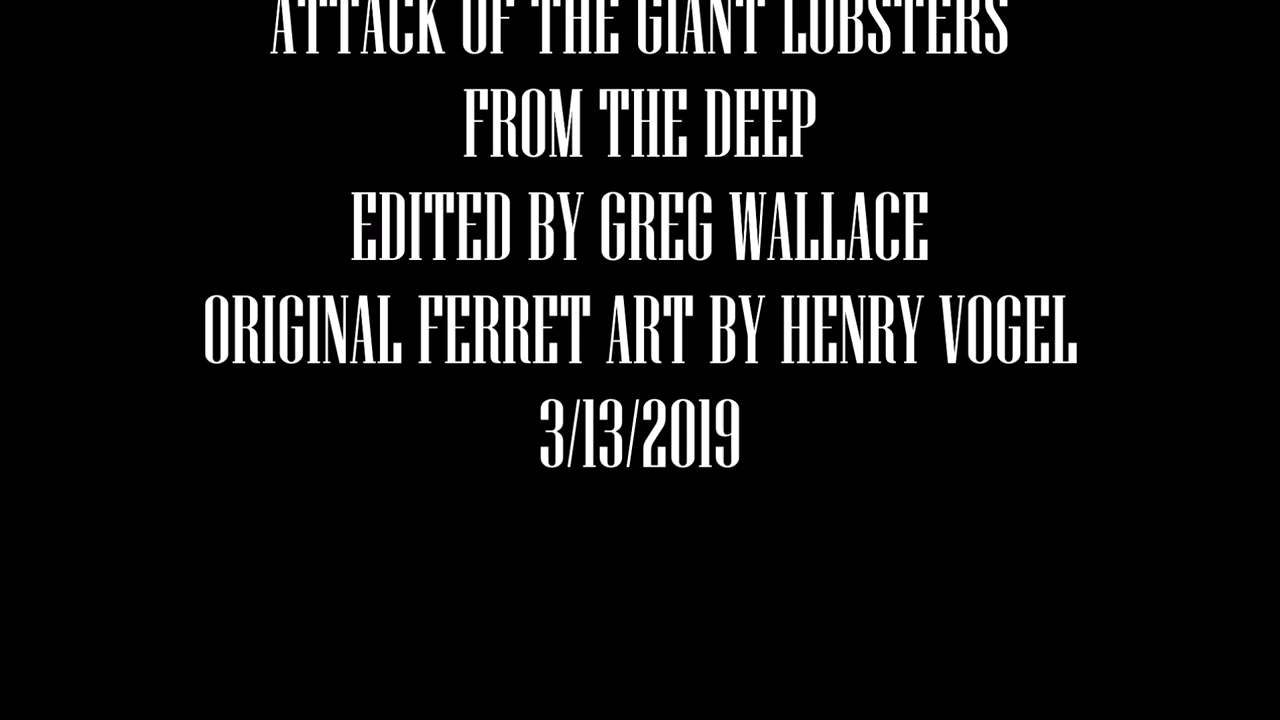 ATTACK OF THE GIANT LOBSTERS
FROM THE DEEP
EDITED BY GREG WALLACE
ORIGINAL FERRET ART BY HENRY VOGEL
3/13/2019